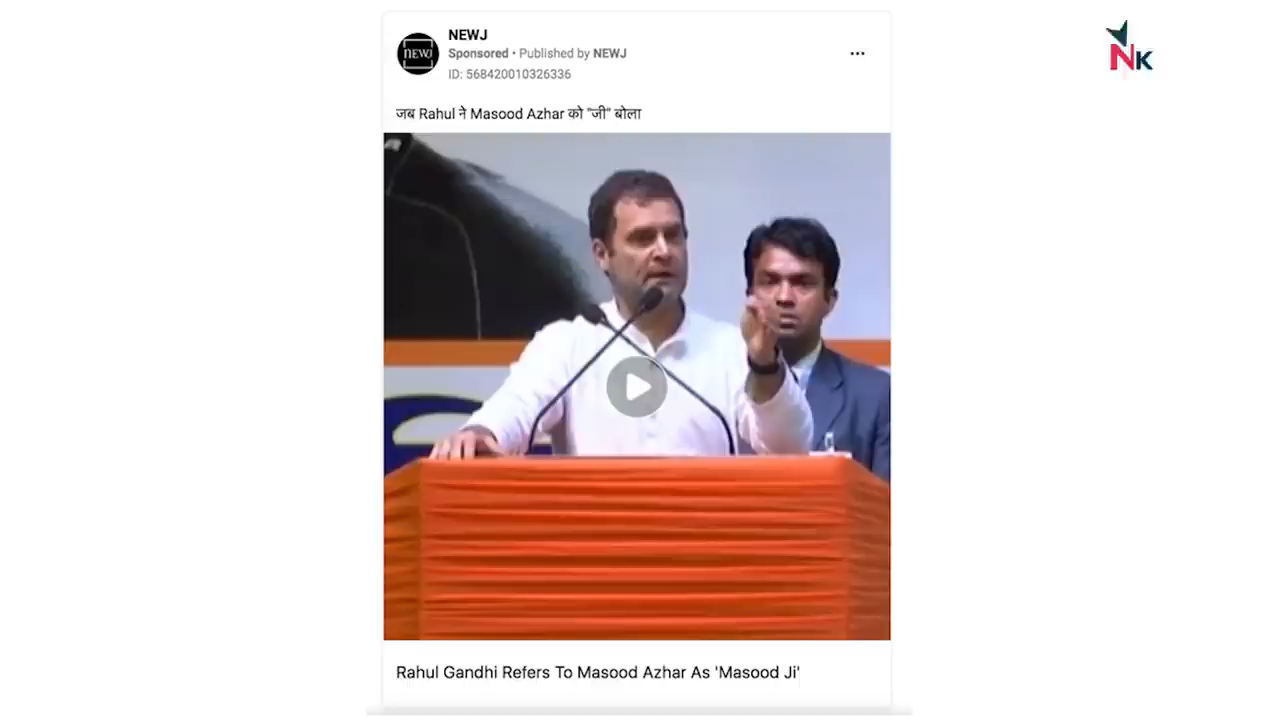 NEWJ
NEWJ
Sponsored • Published by NEWJ
ID: 568420010326336
जब Rahul ने Masood Azhar को "जी" बोला
Rahul Gandhi Refers To Masood Azhar As 'Masood Ji'
NK